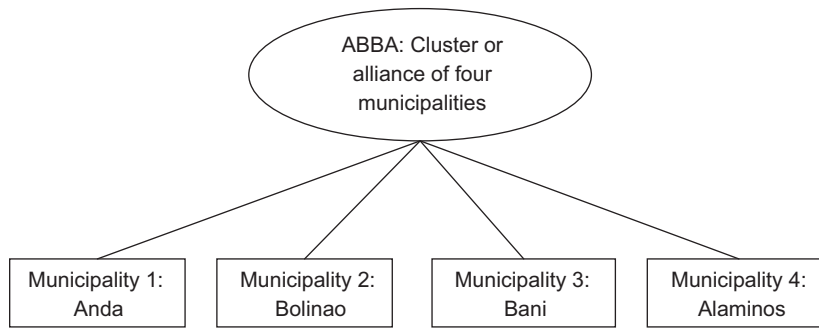 ABBA: Cluster or
alliance of four
municipalities
Municipality 1:
Anda
Municipality 2:
Bolinao
Municipality 3:
Bani
Municipality 4:
Alaminos